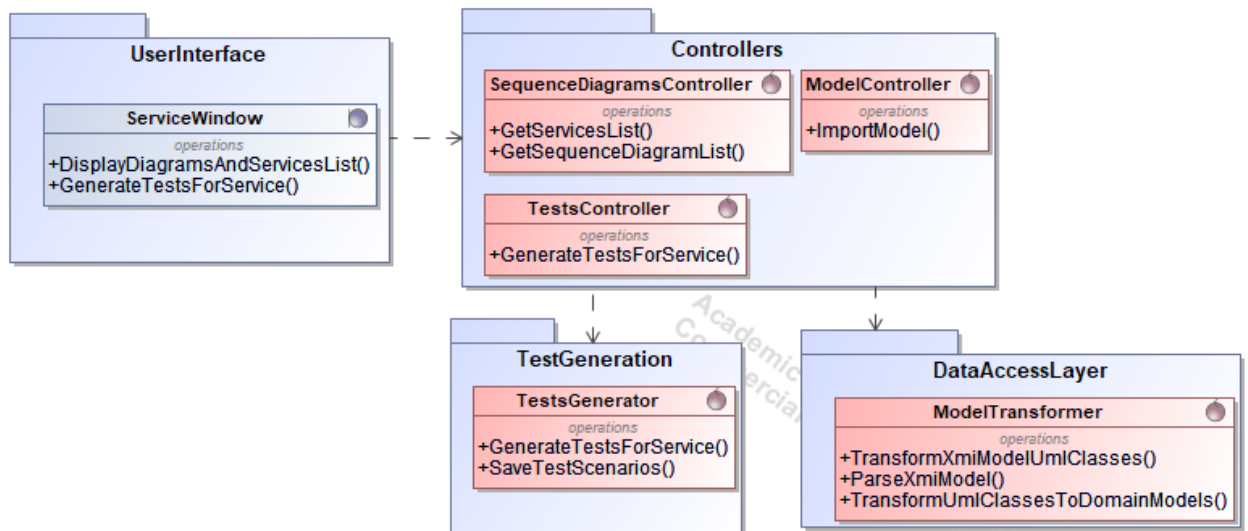 UserInterface
ServiceWindow
operations
+DisplayDiagramsAndServicesList()
+GenerateTestsForService()
Controllers
SequenceDiagramsController
operations
+GetServicesList()
+GetSequenceDiagramList()
ModelController
operations
+ImportModel()
TestsController
operations
+GenerateTestsForService()
Academic
TestGeneration
TestsGenerator
operations
+GenerateTestsForService()
+SaveTestScenarios()
DataAccessLayer
ModelTransformer
operations
+TransformXmiModelUmlClasses()
+ParseXmiModel()
+TransformUmlClassesToDomainModels()